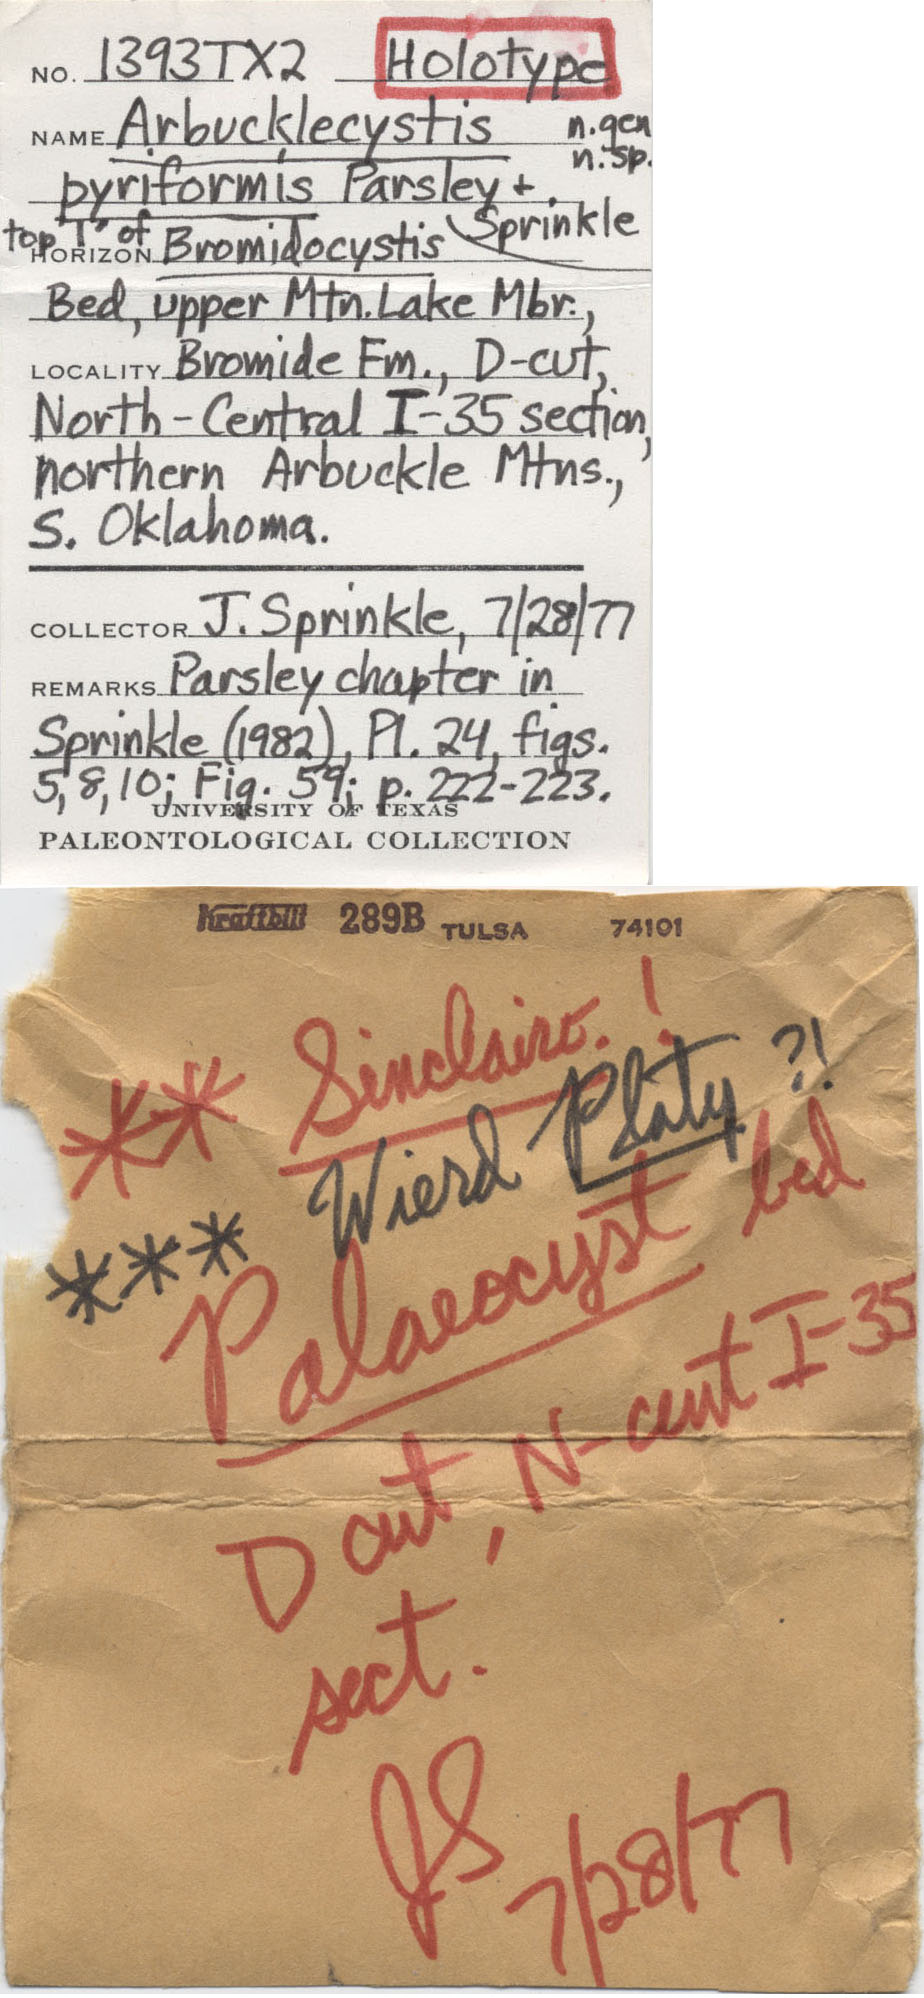 NO. 1393TX2 Holotype
NAME Arbucklecystis n.gen
n.sp.
pyriformis Parsley +
Sprinkle
top 1" of
HORIZON Bromidocystis
Bed, upper Mtn. Lake Mbr.,
LOCALITY Bromide Fm., D-cut,
North-Central I-35 section,
northern Arbuckle Mtns.,
S. Oklahoma.
COLLECTOR J. Sprinkle, 7/28/77
REMARKS Parsley chapter in
Sprinkle (1982), Pl. 24, figs.
5,8,10; Fig. 59; p. 222-223.
UNIVERSITY OF TEXAS
PALEONTOLOGICAL COLLECTION
Kraftbilt 289B TULSA 74101
** Sinclairo. !
*** Wierd Platy ?!
Palaeocyst bed
D cut, N-cent I-35
sect.
JS 7/28/77